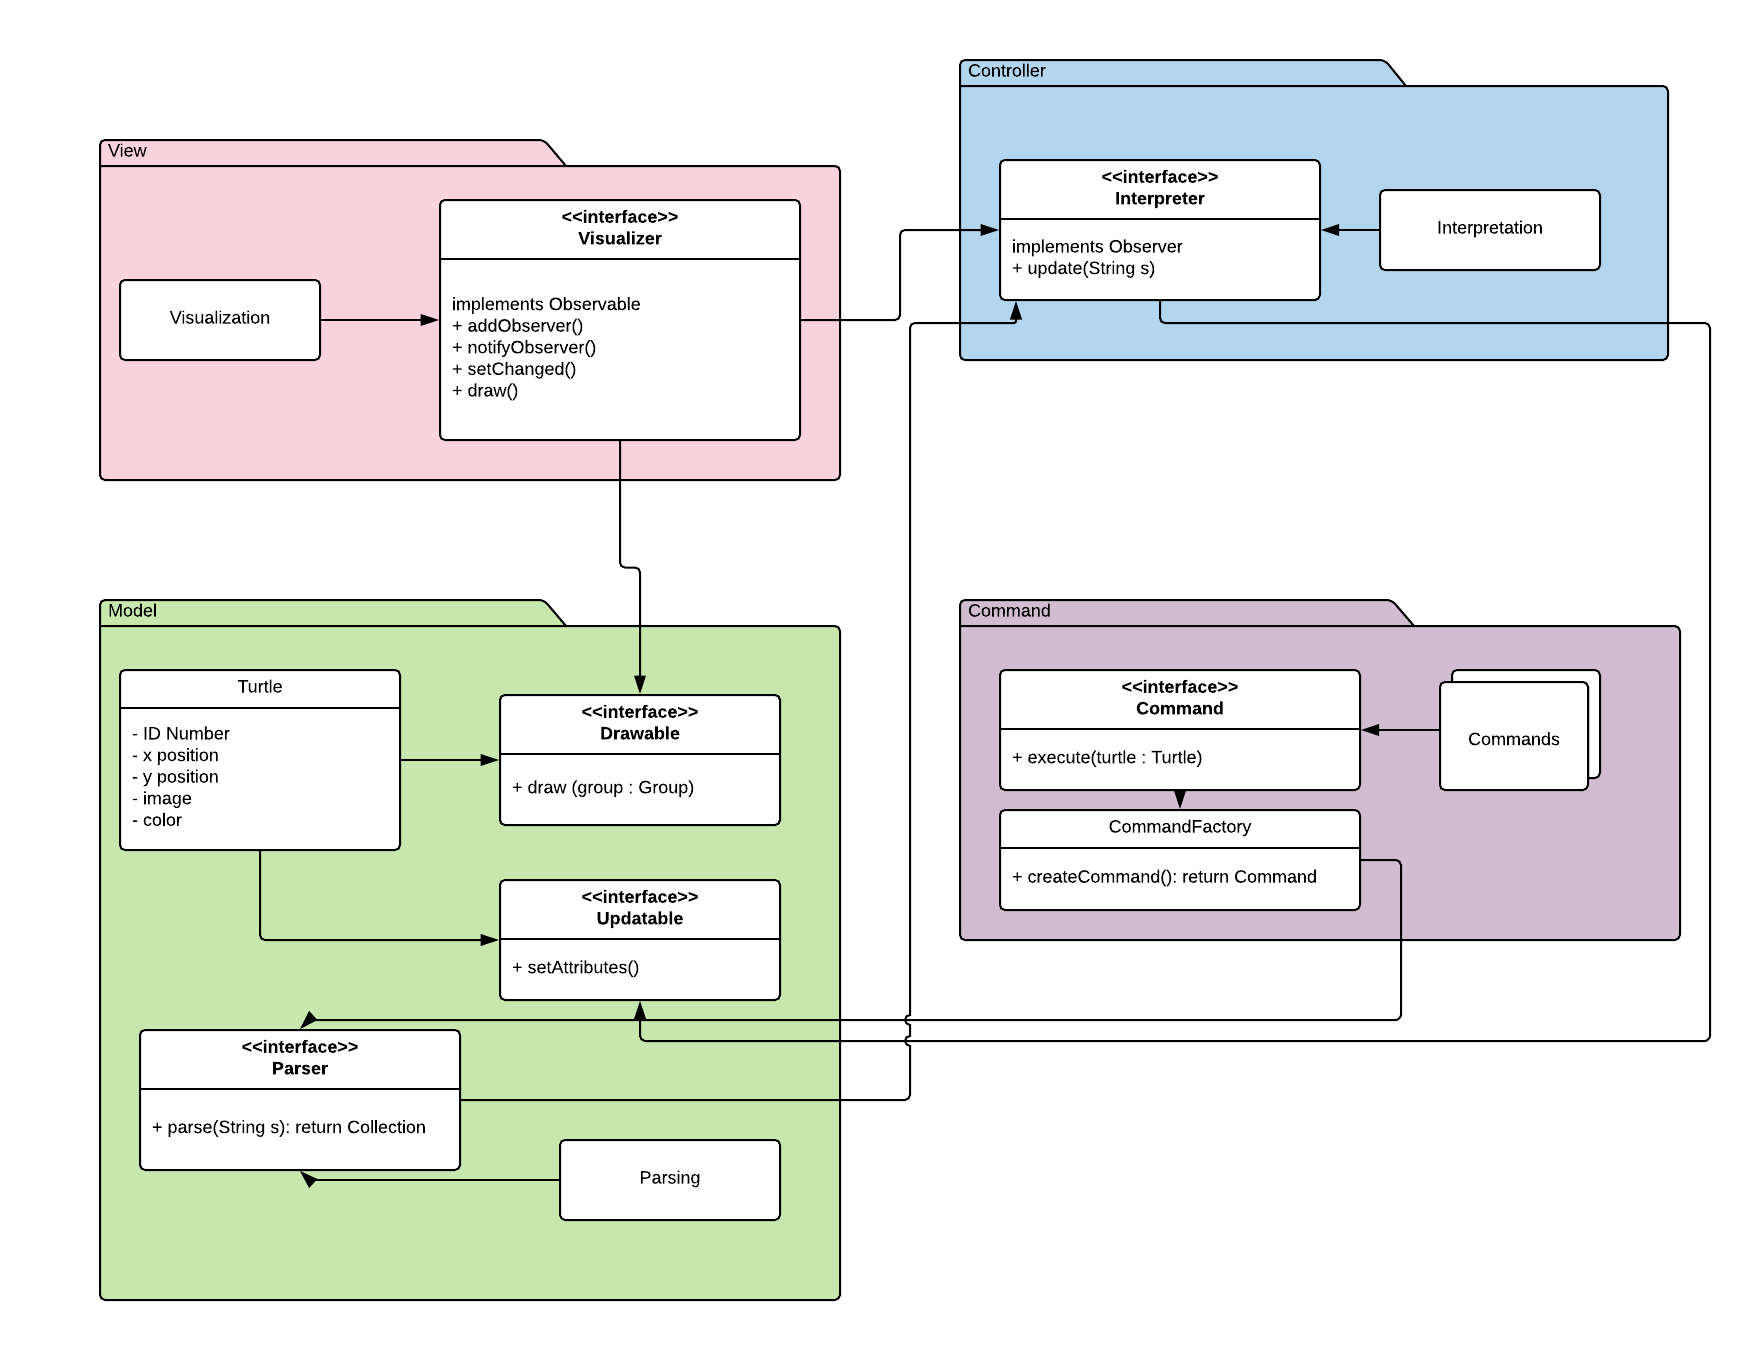 Controller
<<interface>>
Interpreter
implements Observer
+ update(String s)
Interpretation
View
<<interface>>
Visualizer
implements Observable
+ addObserver()
+ notifyObserver()
+ setChanged()
+ draw()
Visualization
Model
Turtle
- ID Number
- x position
- y position
- image
- color
<<interface>>
Drawable
+ draw (group : Group)
<<interface>>
Updatable
+ setAttributes()
<<interface>>
Parser
+ parse(String s): return Collection
Parsing
Command
<<interface>>
Command
+ execute(turtle : Turtle)
Commands
CommandFactory
+ createCommand(): return Command